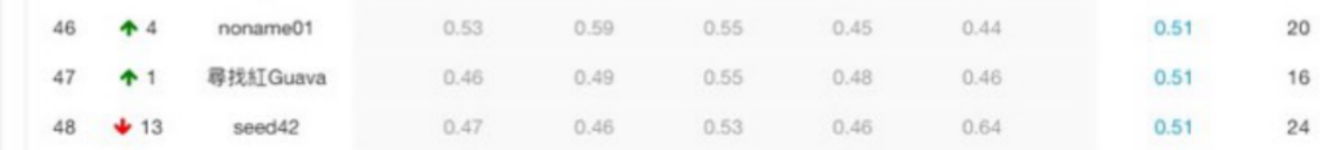 46 ↑ 4 noname01 0.53 0.59 0.55 0.45 0.44 0.51 20
47 ↑ 1 尋找紅Guava 0.46 0.49 0.55 0.48 0.46 0.51 16
48 ↓ 13 seed42 0.47 0.46 0.53 0.46 0.64 0.51 24